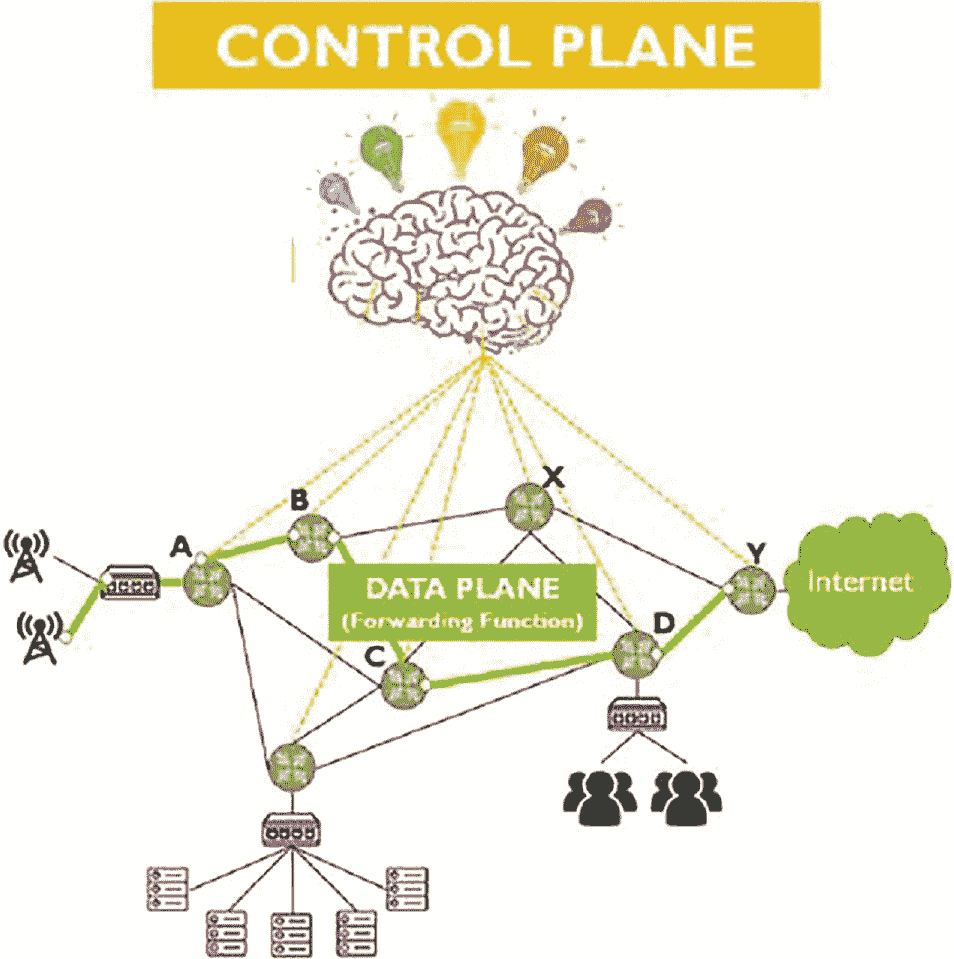 CONTROL PLANE
X
B
A
Y
Internet
DATA PLANE
(Forwarding Function)
D
C